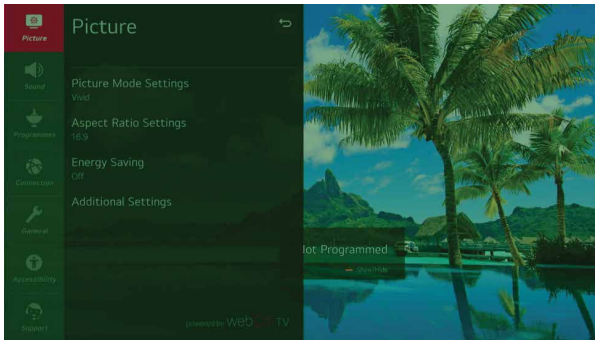 Picture
Picture
Sound
Programmes
Connection
General
Accessibility
Support
Picture Mode Settings
Vivid
Aspect Ratio Settings
16:9
Energy Saving
Off
Additional Settings
powered by webOS TV
lot Programmed
Show/Hide